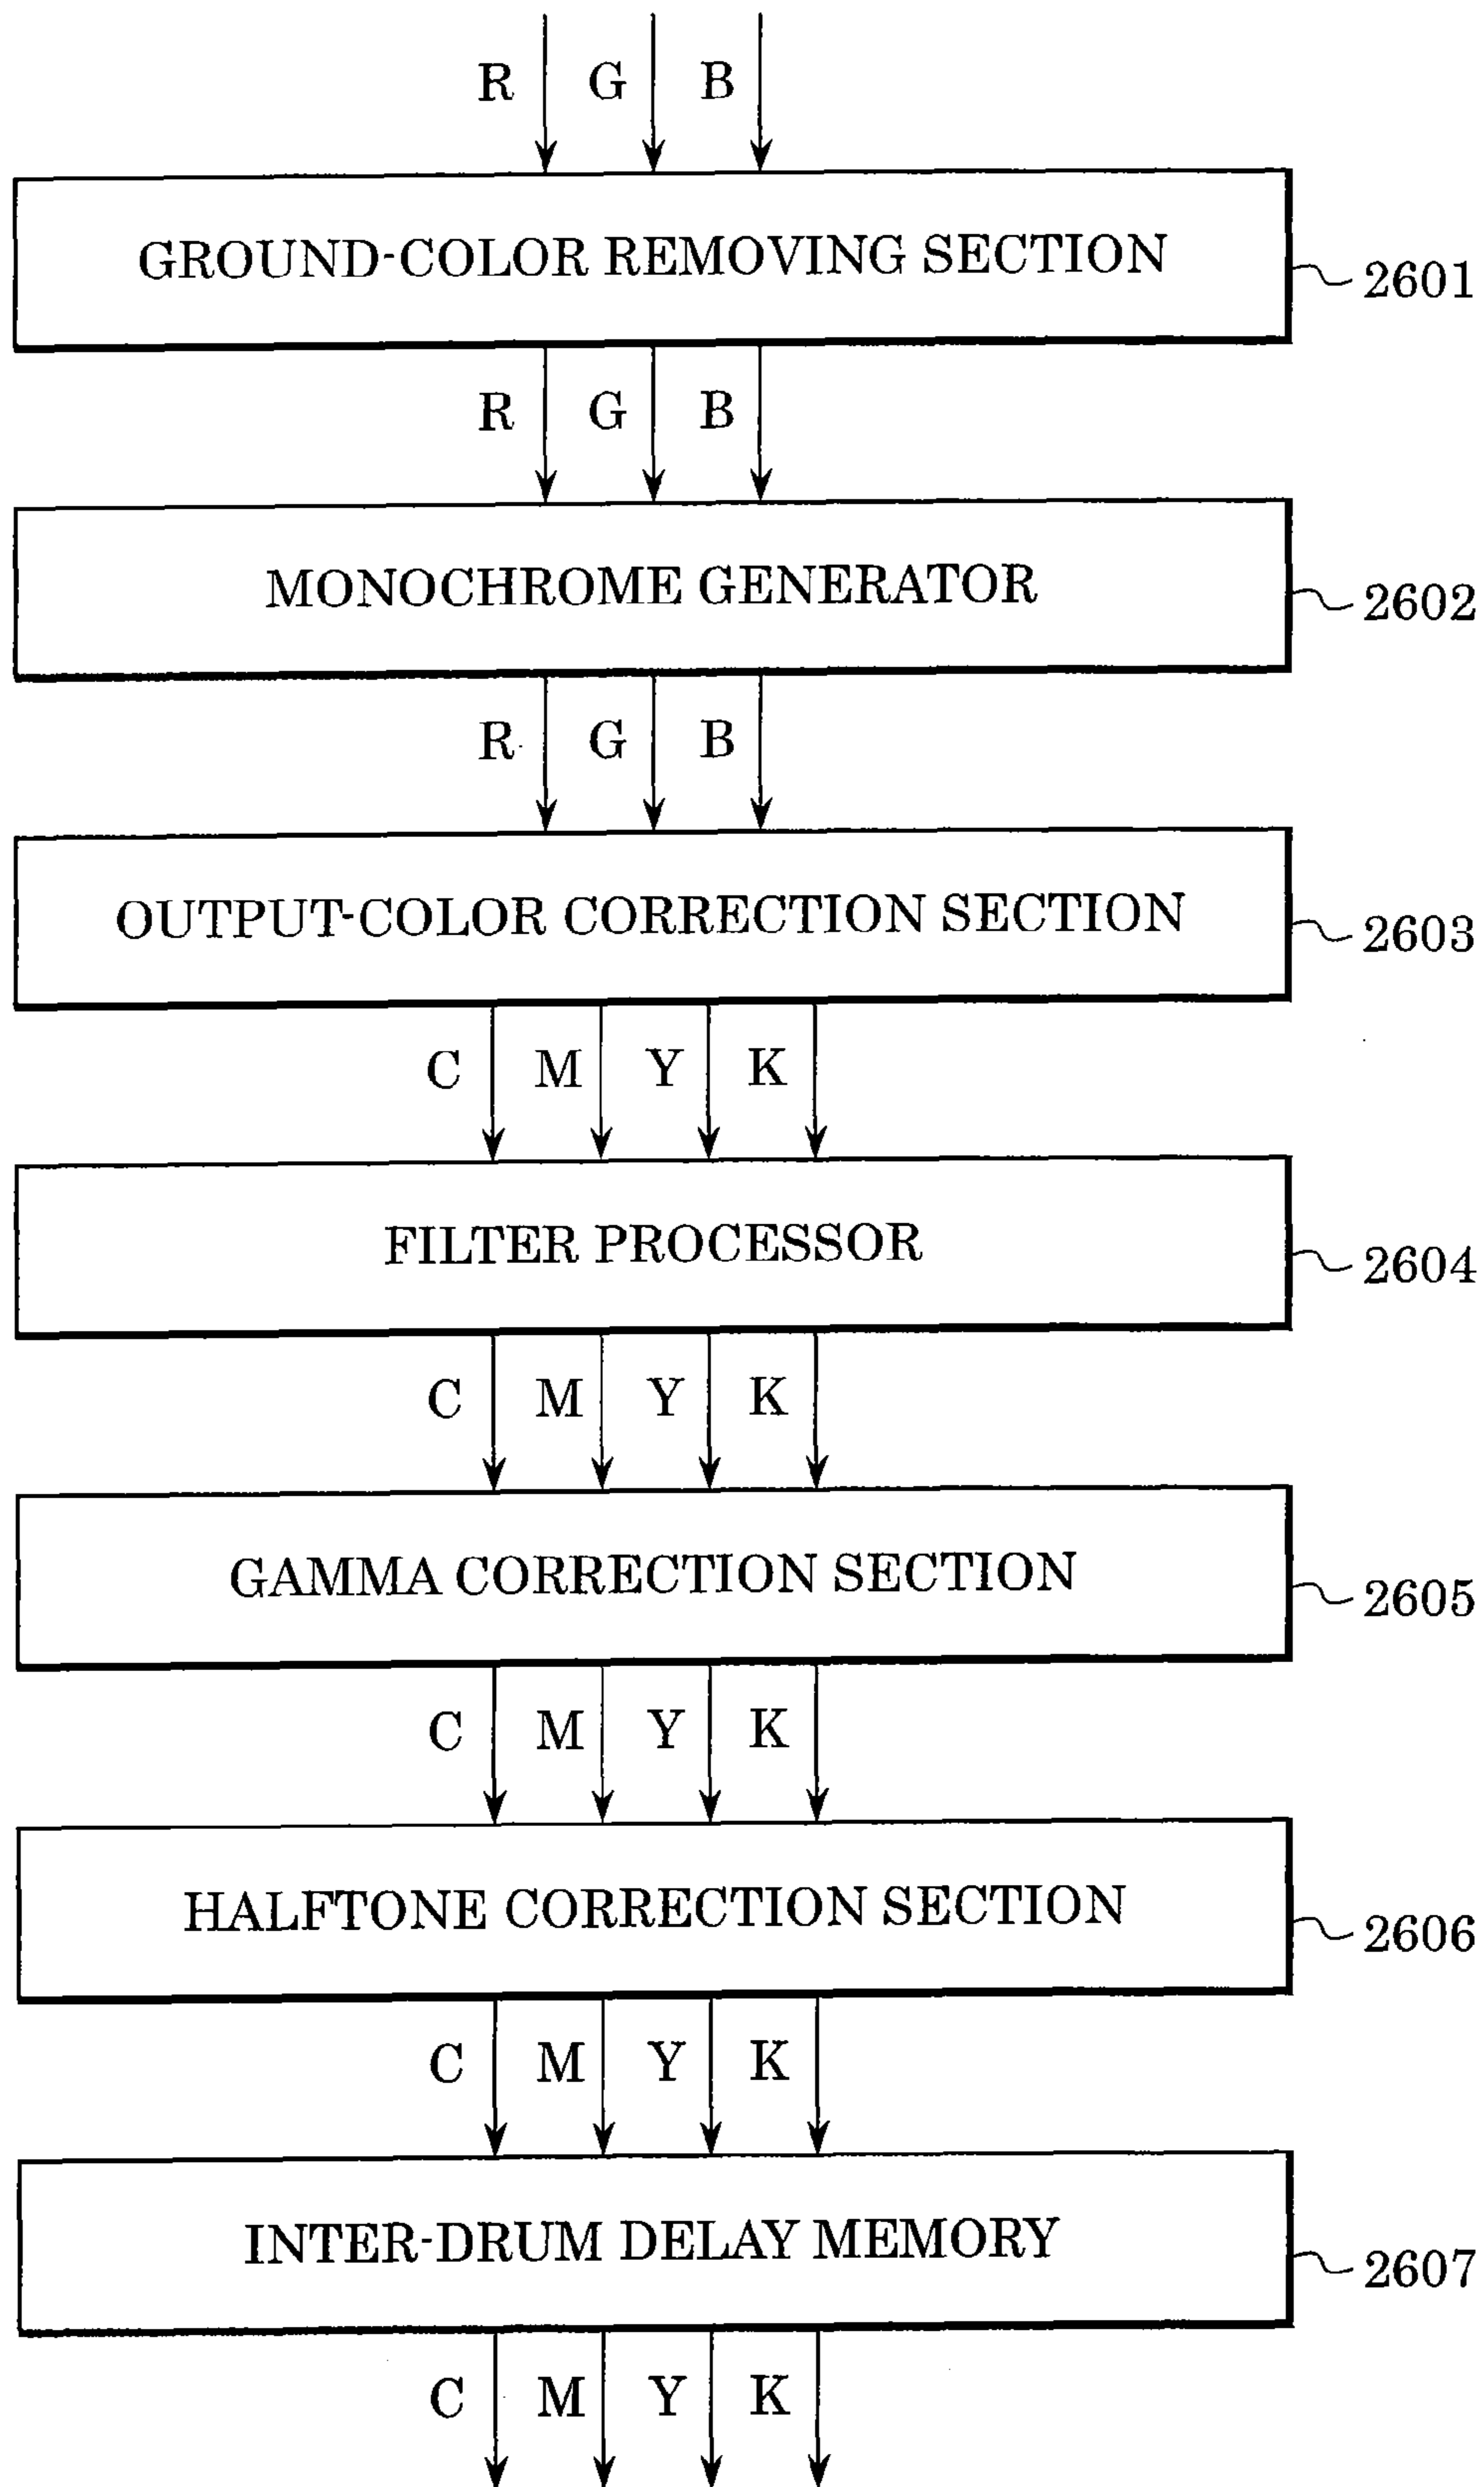 R G B
GROUND-COLOR REMOVING SECTION 2601
R G B
MONOCHROME GENERATOR 2602
R G B
OUTPUT-COLOR CORRECTION SECTION 2603
C M Y K
FILTER PROCESSOR 2604
C M Y K
GAMMA CORRECTION SECTION 2605
C M Y K
HALFTONE CORRECTION SECTION 2606
C M Y K
INTER-DRUM DELAY MEMORY 2607
C M Y K